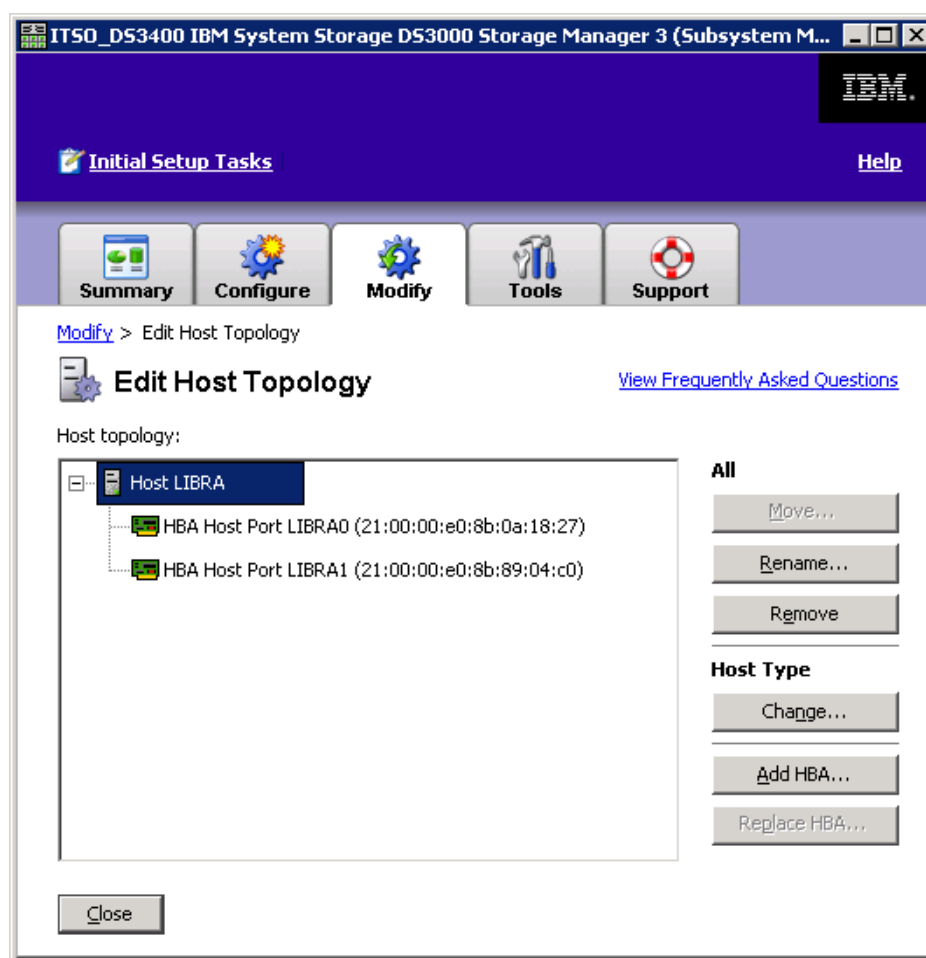 ITSO_DS3400 IBM System Storage DS3000 Storage Manager 3 (Subsystem M...
IBM.
Initial Setup Tasks
Help
Summary
Configure
Modify
Tools
Support
Modify > Edit Host Topology
Edit Host Topology
View Frequently Asked Questions
Host topology:
Host LIBRA
HBA Host Port LIBRA0 (21:00:00:e0:8b:0a:18:27)
HBA Host Port LIBRA1 (21:00:00:e0:8b:89:04:c0)
All
Move...
Rename...
Remove
Host Type
Change...
Add HBA...
Replace HBA...
Close